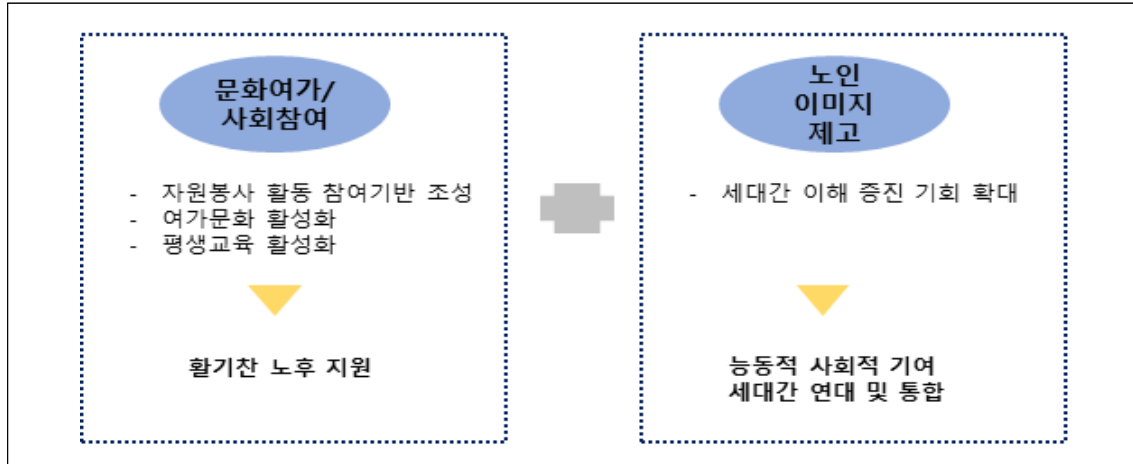 문화여가/
사회참여
- 자원봉사 활동 참여기반 조성
- 여가문화 활성화
- 평생교육 활성화
활기찬 노후 지원
노인
이미지
제고
- 세대간 이해 증진 기회 확대
능동적 사회적 기여
세대간 연대 및 통합